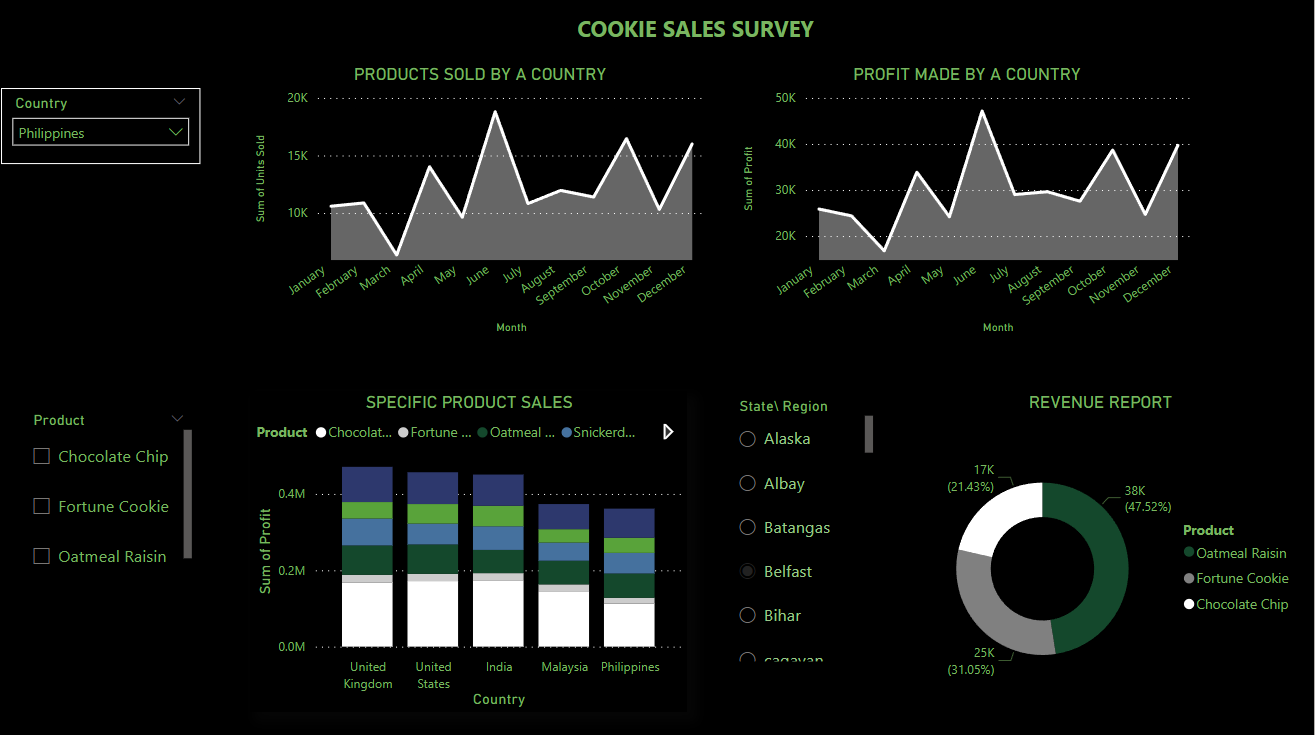 COOKIE SALES SURVEY
Country
Philippines
PRODUCTS SOLD BY A COUNTRY
20K
15K
10K
Sum of Units Sold
January
February
March
April
May
June
July
August
September
October
November
December
Month
PROFIT MADE BY A COUNTRY
50K
40K
30K
20K
Sum of Profit
January
February
March
April
May
June
July
August
September
October
November
December
Month
Product
Chocolate Chip
Fortune Cookie
Oatmeal Raisin
SPECIFIC PRODUCT SALES
Product Chocolat... Fortune ... Oatmeal ... Snickerd...
0.4M
0.2M
0.0M
Sum of Profit
United Kingdom
United States
India
Malaysia
Philippines
Country
State\ Region
Alaska
Albay
Batangas
Belfast
Bihar
cagayan
REVENUE REPORT
17K
(21.43%)
38K
(47.52%)
25K
(31.05%)
Product
Oatmeal Raisin
Fortune Cookie
Chocolate Chip